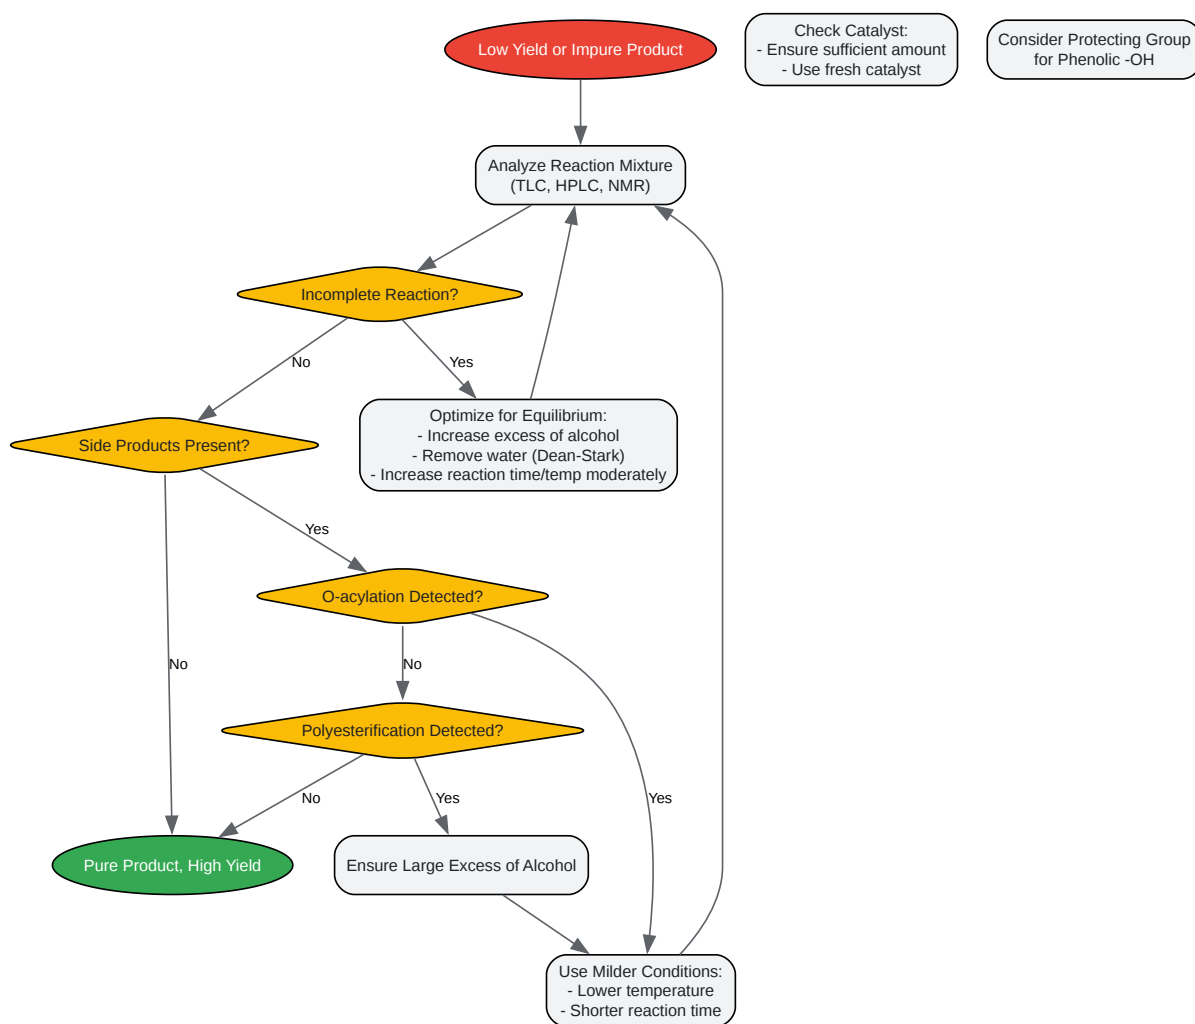 Low Yield or Impure Product
Check Catalyst:
- Ensure sufficient amount
- Use fresh catalyst
Consider Protecting Group
for Phenolic -OH
Analyze Reaction Mixture
(TLC, HPLC, NMR)
Incomplete Reaction?
No
Yes
Optimize for Equilibrium:
- Increase excess of alcohol
- Remove water (Dean-Stark)
- Increase reaction time/temp moderately
Side Products Present?
Yes
O-acylation Detected?
No
No
Polyesterification Detected?
No
Yes
Yes
Pure Product, High Yield
Ensure Large Excess of Alcohol
Use Milder Conditions:
- Lower temperature
- Shorter reaction time